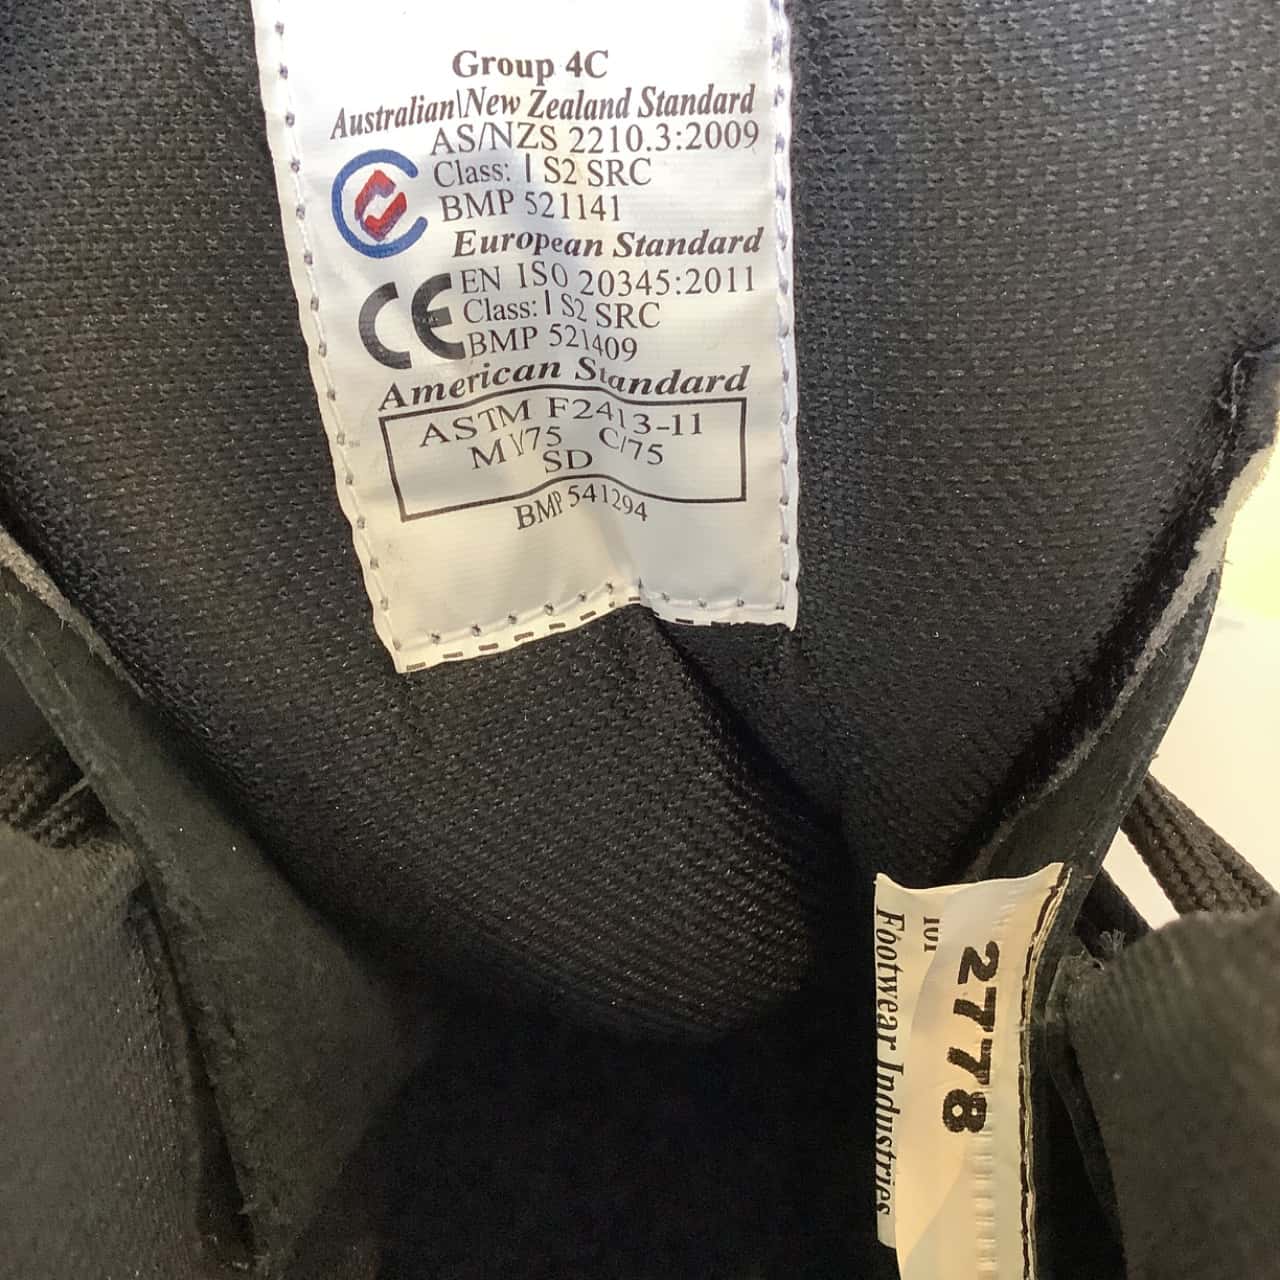 Group 4C
Australian\New Zealand Standard
AS/NZS 2210.3:2009
Class: I S2 SRC
BMP 521141
European Standard
CE
EN ISO 20345:2011
Class: I S2 SRC
BMP 521409
American Standard
ASTM F2413-11
M I/75 C/75
SD
BMP 541294
2778
Footwear Industries